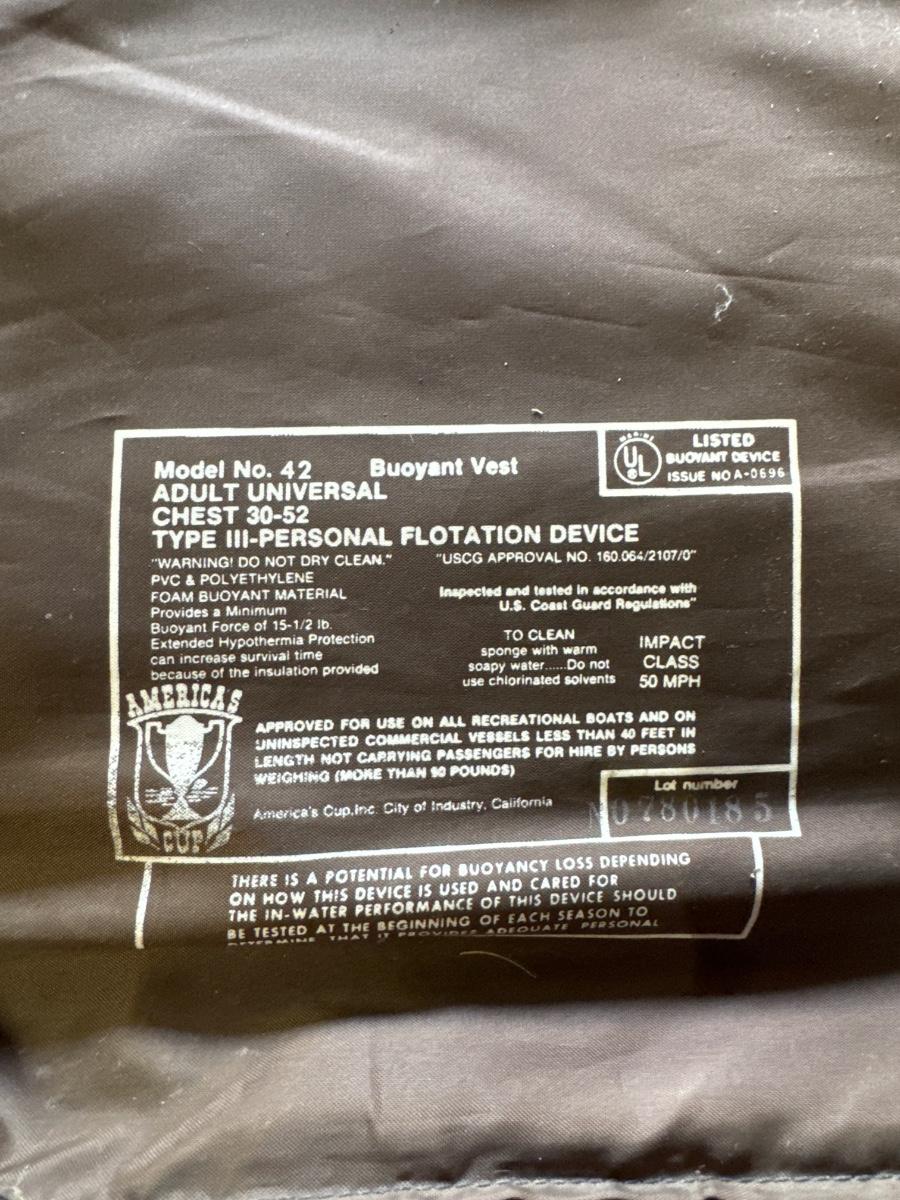 Model No. 42 Buoyant Vest
MARINE
UL
®
LISTED
BUOYANT DEVICE
ISSUE NO A-0696
ADULT UNIVERSAL
CHEST 30-52
TYPE III-PERSONAL FLOTATION DEVICE
"WARNING! DO NOT DRY CLEAN."
PVC & POLYETHYLENE
FOAM BUOYANT MATERIAL
Provides a Minimum
Buoyant Force of 15-1/2 lb.
Extended Hypothermia Protection
can increase survival time
because of the insulation provided
"USCG APPROVAL NO. 160.064/2107/0"
Inspected and tested in accordance with
U.S. Coast Guard Regulations"
TO CLEAN
sponge with warm
soapy water......Do not
use chlorinated solvents
IMPACT
CLASS
50 MPH
AMERICA'S
CUP
APPROVED FOR USE ON ALL RECREATIONAL BOATS AND ON
UNINSPECTED COMMERCIAL VESSELS LESS THAN 40 FEET IN
LENGTH NOT CARRYING PASSENGERS FOR HIRE BY PERSONS
WEIGHING (MORE THAN 90 POUNDS)
America's Cup,Inc. City of Industry, California
Lot number
N0780185
THERE IS A POTENTIAL FOR BUOYANCY LOSS DEPENDING
ON HOW THIS DEVICE IS USED AND CARED FOR
THE IN-WATER PERFORMANCE OF THIS DEVICE SHOULD
BE TESTED AT THE BEGINNING OF EACH SEASON TO
DETERMINE THAT IT PROVIDES ADEQUATE PERSONAL